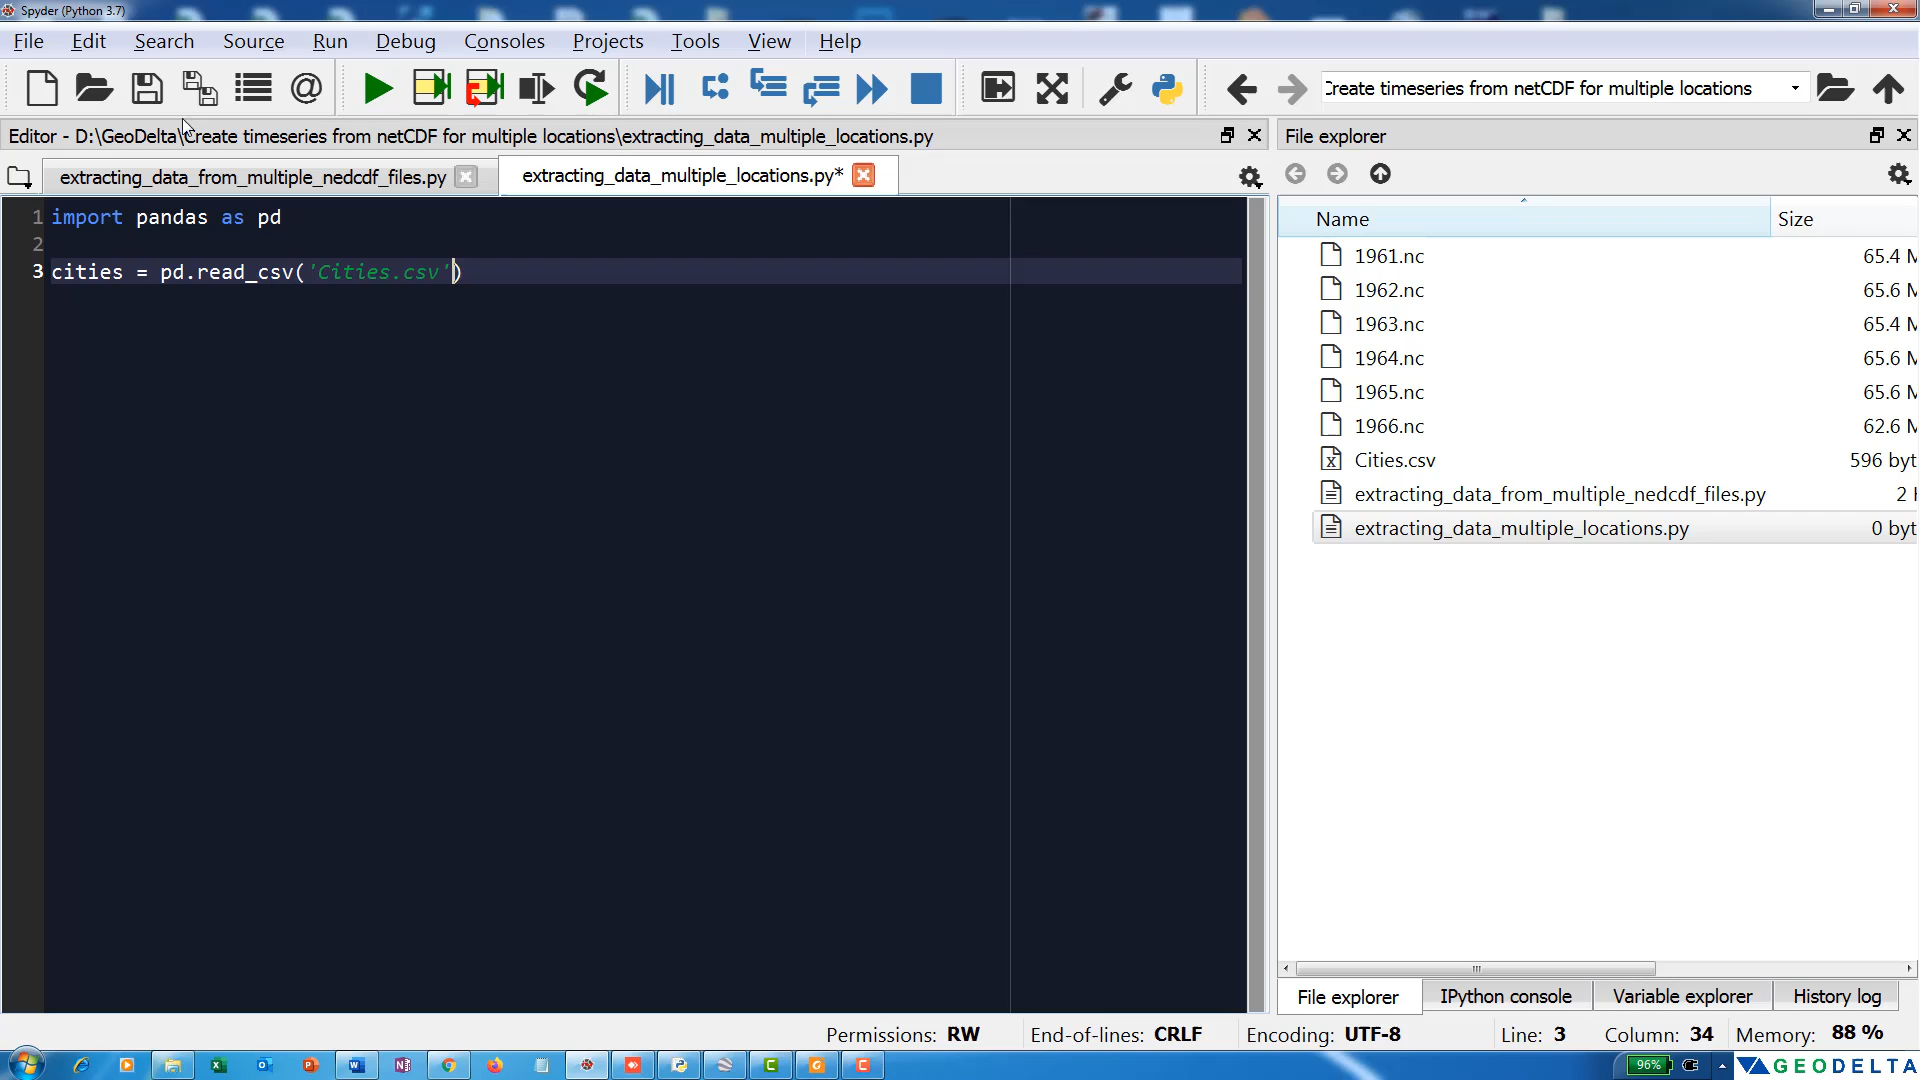 Spyder (Python 3.7)
File Edit Search Source Run Debug Consoles Projects Tools View Help
Create timeseries from netCDF for multiple locations
Editor - D:\GeoDelta\Create timeseries from netCDF for multiple locations\extracting_data_multiple_locations.py
File explorer
extracting_data_from_multiple_nedcdf_files.py
extracting_data_multiple_locations.py*
1 import pandas as pd
2
3 cities = pd.read_csv('Cities.csv')
Name Size
1961.nc 65.4 M
1962.nc 65.6 M
1963.nc 65.4 M
1964.nc 65.6 M
1965.nc 65.6 M
1966.nc 62.6 M
Cities.csv 596 byt
extracting_data_from_multiple_nedcdf_files.py 2
extracting_data_multiple_locations.py 0 byt
File explorer IPython console Variable explorer History log
Permissions: RW End-of-lines: CRLF Encoding: UTF-8 Line: 3 Column: 34 Memory: 88 %
96%
GEODELTA